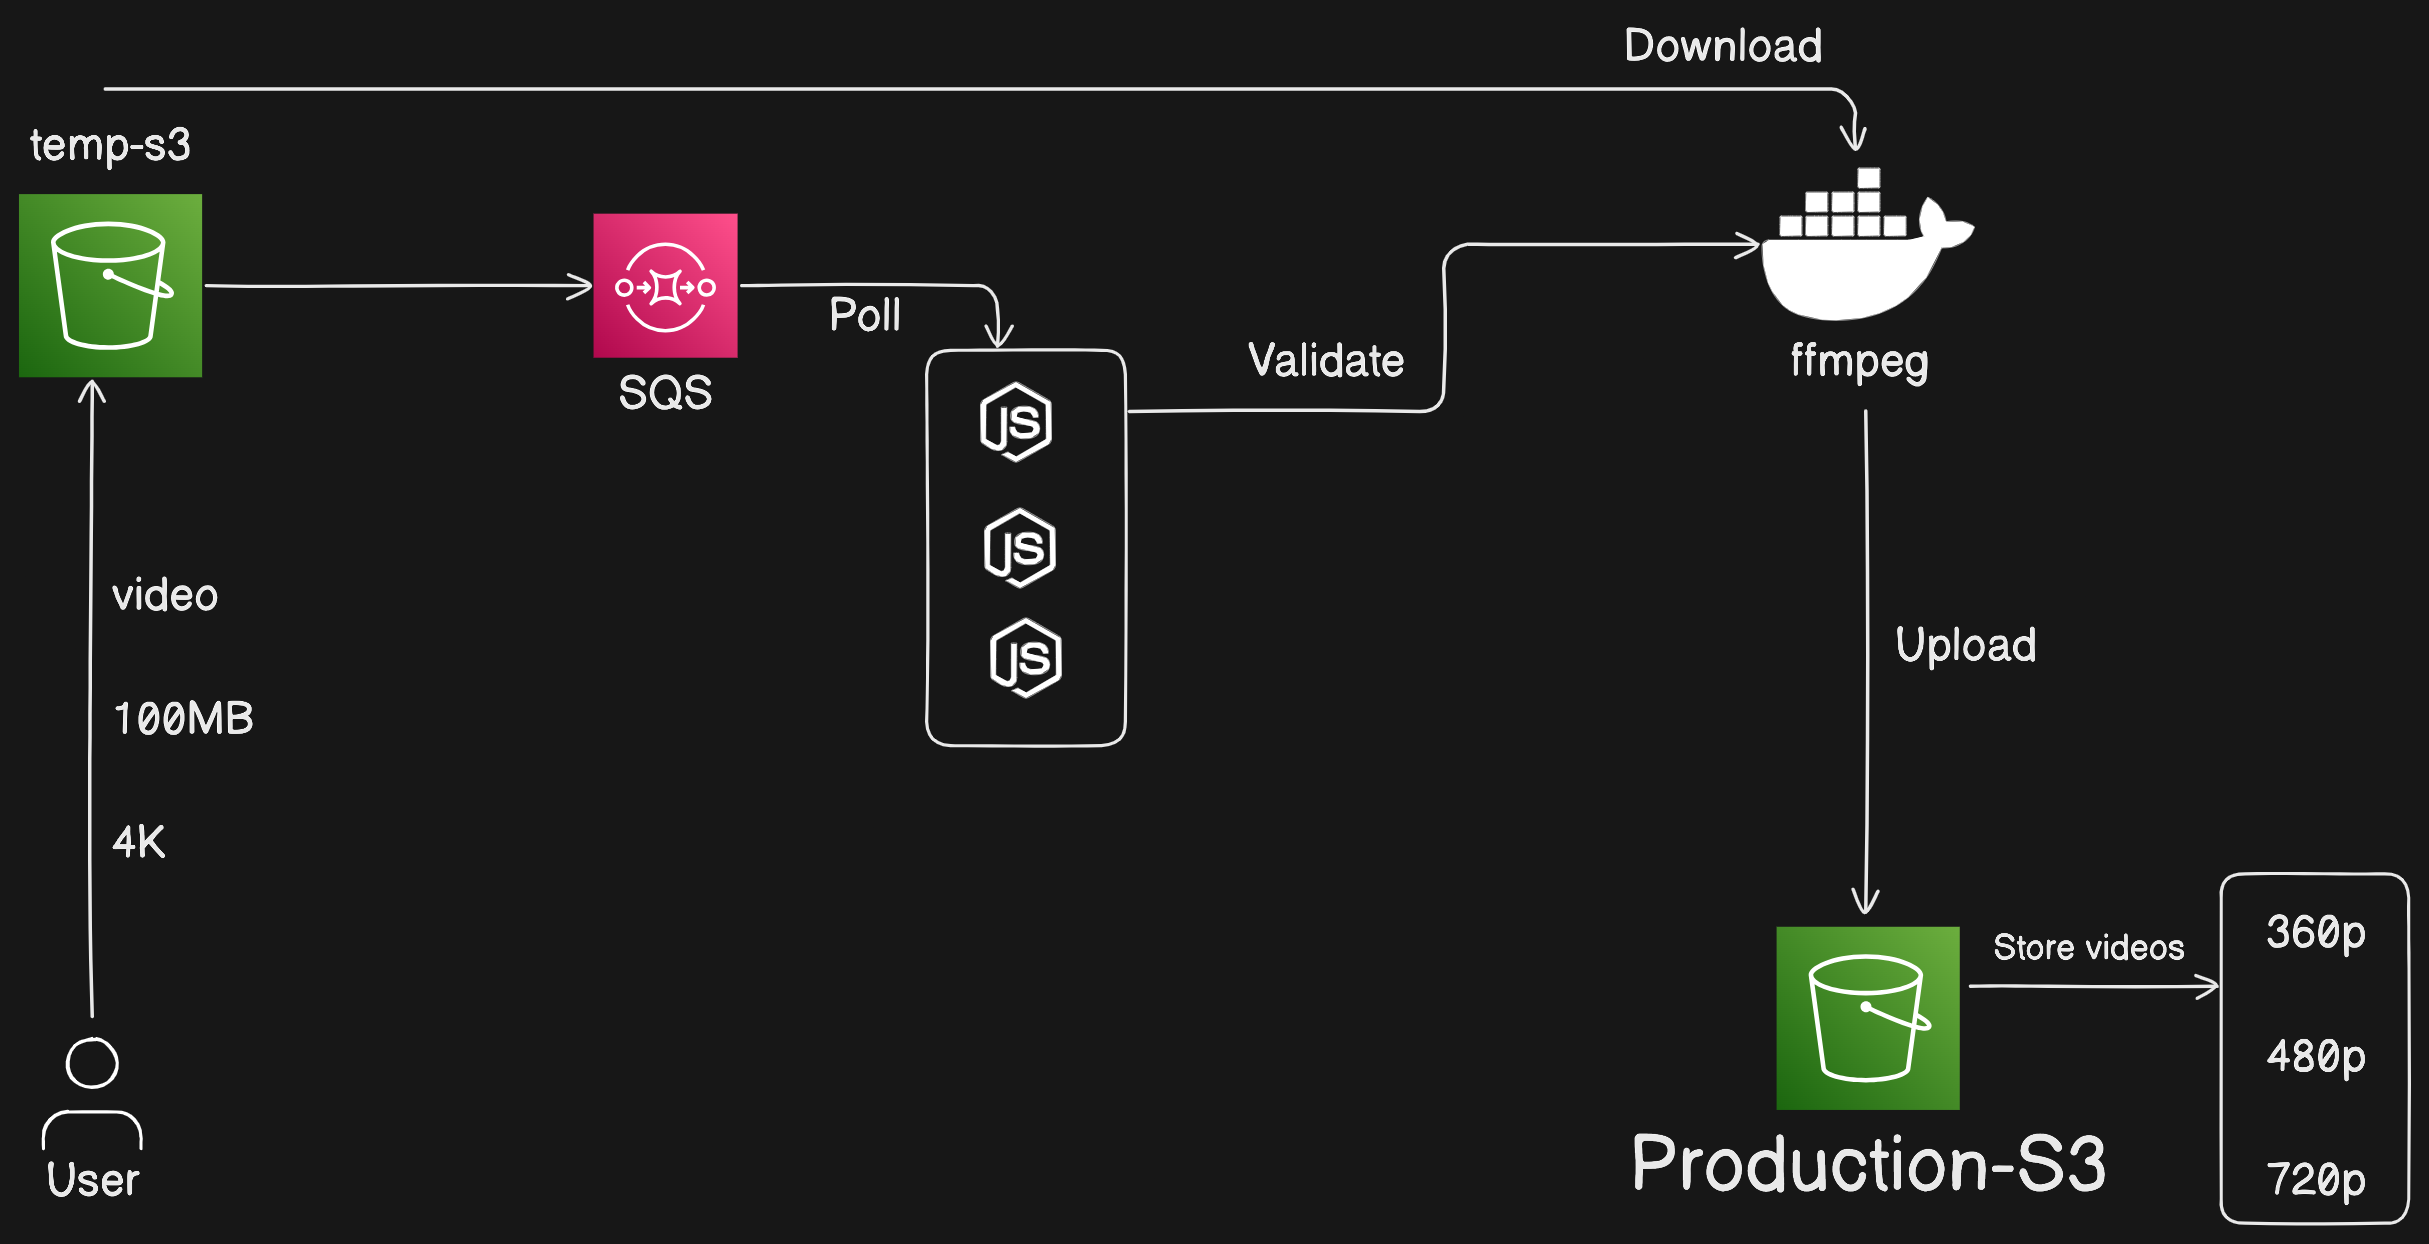 Download
temp-s3
Poll
SQS
Validate
ffmpeg
JS
JS
JS
video
100MB
4K
Upload
Store videos
360p
480p
720p
Production-S3
User